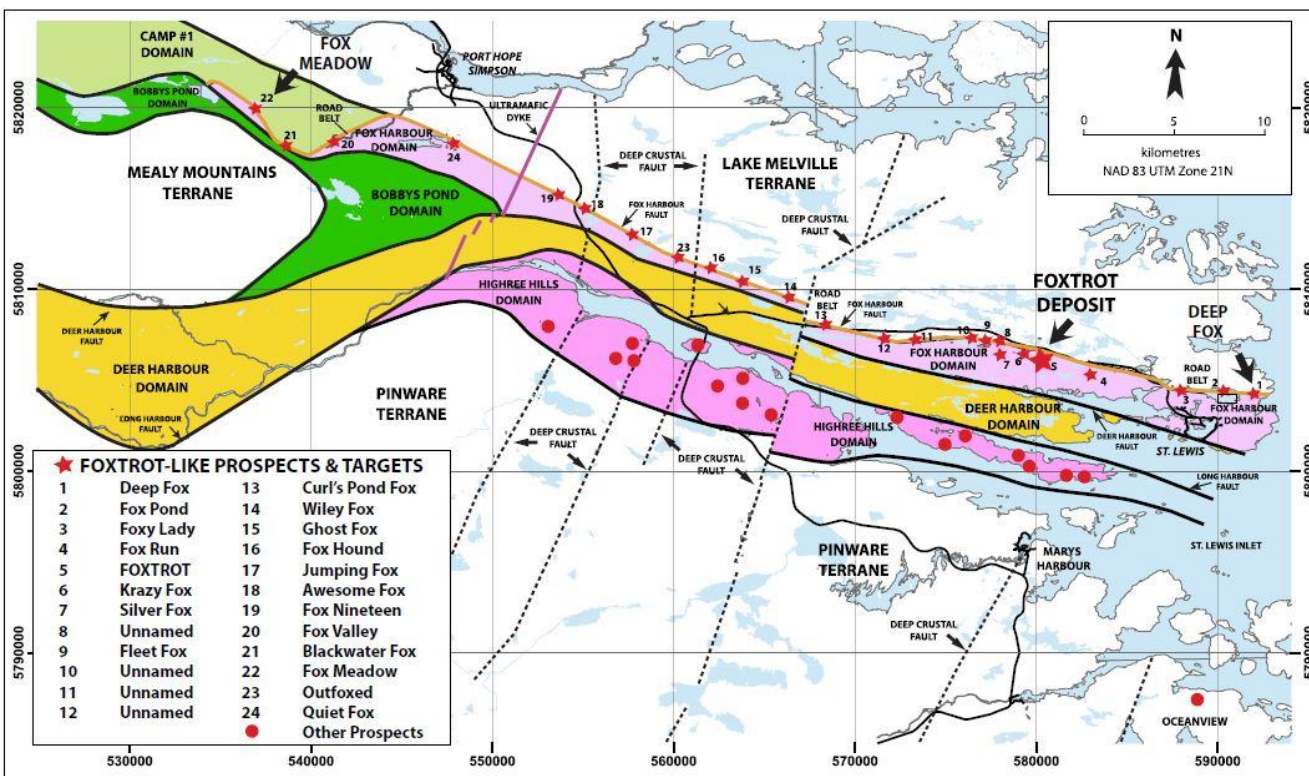 CAMP #1
DOMAIN
FOX
MEADOW
BOBBYS POND
DOMAIN
22
21
ROAD
BELT
20
FOX HARBOUR
DOMAIN
24
PORT HOPE
SIMPSON
ULTRAMAFIC
DYKE
DEEP CRUSTAL
FAULT
LAKE MELVILLE
TERRANE
N
0
5
10
kilometres
NAD 83 UTM Zone 21N
MEALY MOUNTAINS
TERRANE
BOBBYS POND
DOMAIN
19
18
17
FOX HARBOUR
FAULT
23
16
15
14
DEEP CRUSTAL
FAULT
FOXTROT
DEPOSIT
DEEP
FOX
HIGHREE HILLS
DOMAIN
ROAD
BELT
13
FOX HARBOUR
FAULT
12
11
10
9
8
7
6
5
4
FOX HARBOUR
DOMAIN
ROAD
BELT
3
2
1
FOX HARBOUR
DOMAIN
DEER HARBOUR
FAULT
DEER HARBOUR
DOMAIN
LONG HARBOUR
FAULT
PINWARE
TERRANE
DEEP CRUSTAL
FAULT
DEEP CRUSTAL
FAULT
HIGHREE HILLS
DOMAIN
DEER HARBOUR
DOMAIN
DEER HARBOUR
FAULT
ST. LEWIS
LONG HARBOUR
FAULT
ST. LEWIS INLET
PINWARE
TERRANE
MARYS
HARBOUR
DEEP CRUSTAL
FAULT
OCEANVIEW
FOXTROT-LIKE PROSPECTS & TARGETS
1 Deep Fox 13 Curl's Pond Fox
2 Fox Pond 14 Wiley Fox
3 Foxy Lady 15 Ghost Fox
4 Fox Run 16 Fox Hound
5 FOXTROT 17 Jumping Fox
6 Krazy Fox 18 Awesome Fox
7 Silver Fox 19 Fox Nineteen
8 Unnamed 20 Fox Valley
9 Fleet Fox 21 Blackwater Fox
10 Unnamed 22 Fox Meadow
11 Unnamed 23 Outfoxed
12 Unnamed 24 Quiet Fox
Other Prospects
5820000
5810000
5820000
5810000
5800000
5790000
530000
540000
550000
560000
570000
580000
590000